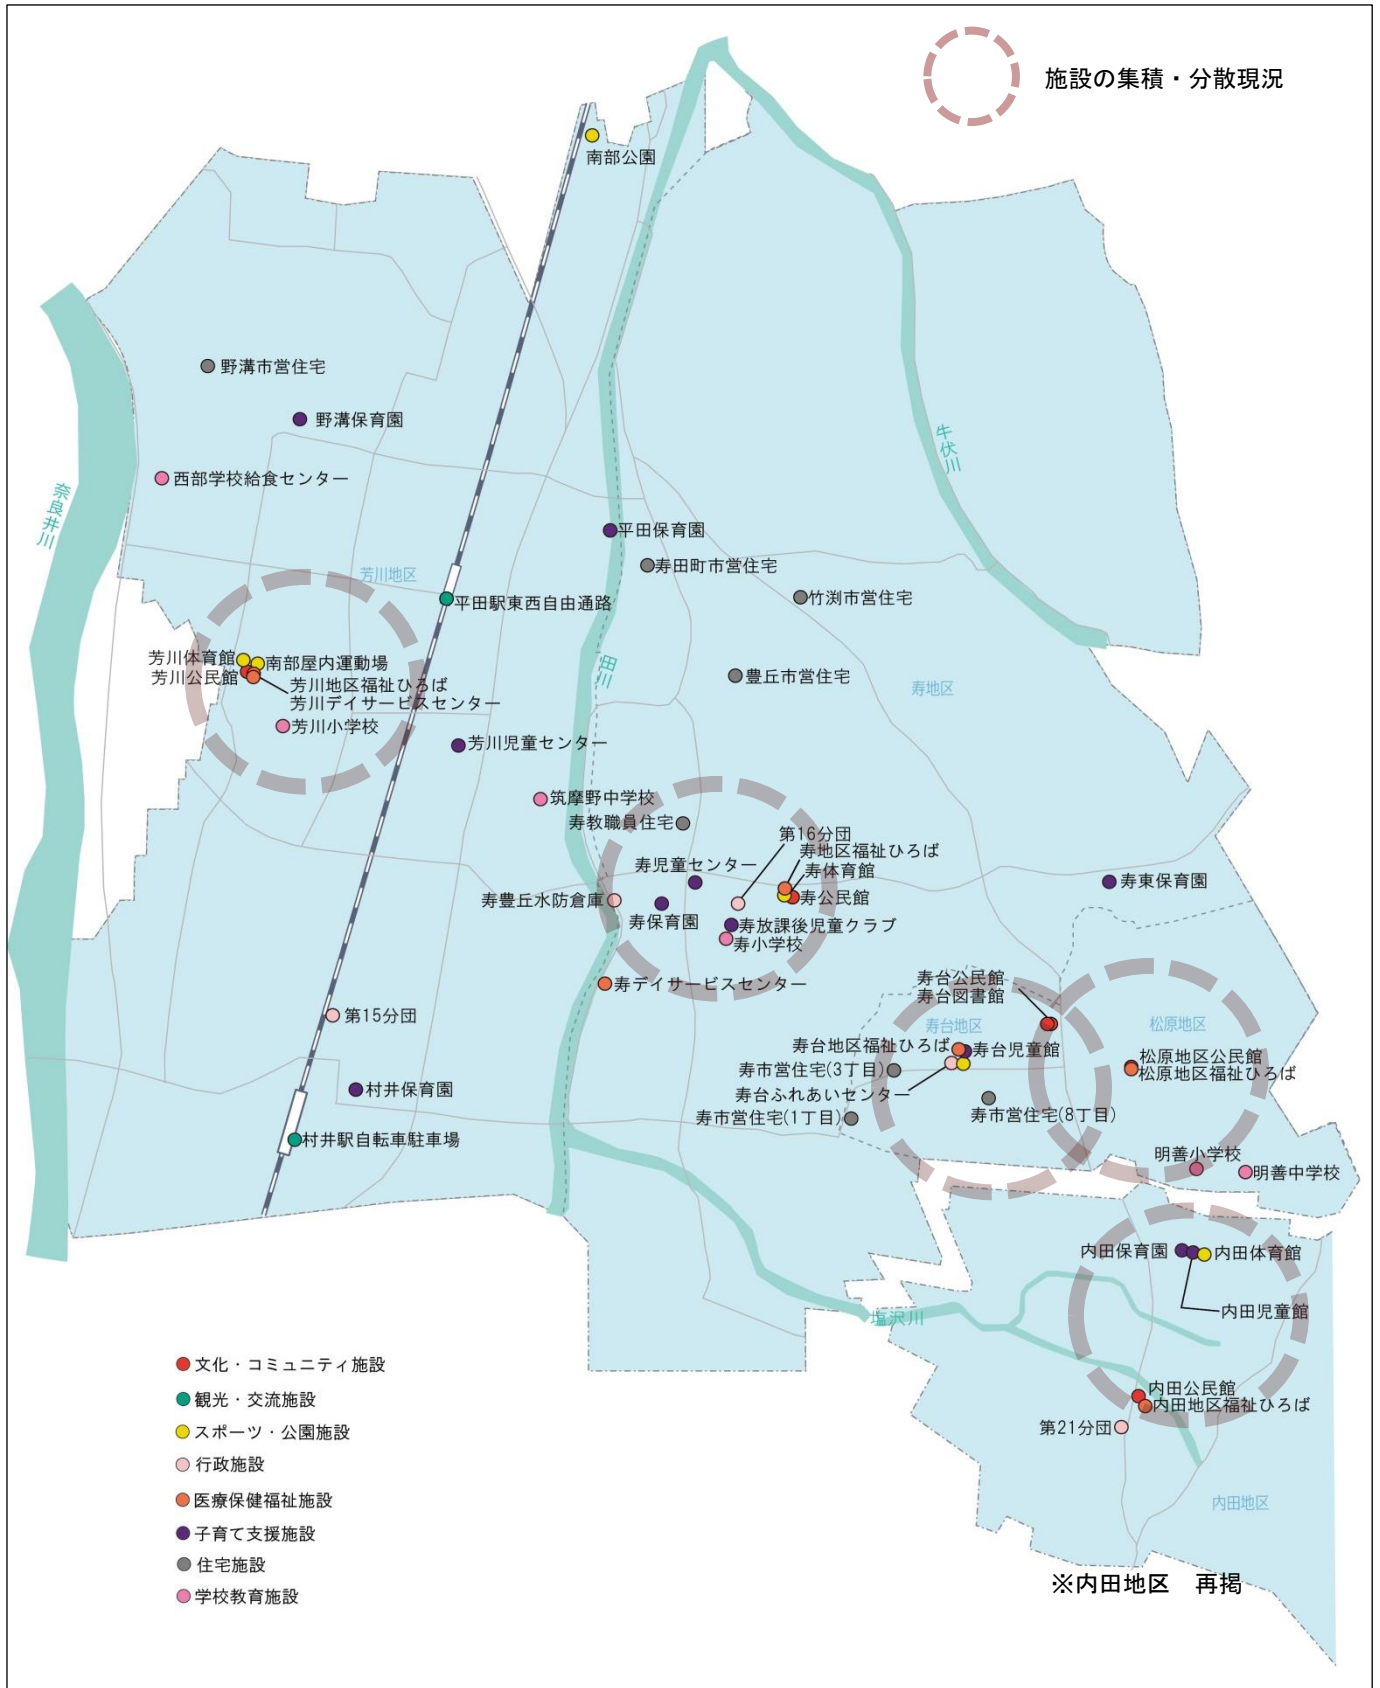 施設の集積・分散現況
南部公園
野溝市営住宅
野溝保育園
西部学校給食センター
奈良井川
牛伏川
平田保育園
寿田町市営住宅
芳川地区
平田駅東西自由通路
竹渕市営住宅
田川
芳川体育館
南部屋内運動場
芳川公民館
芳川地区福祉ひろば
芳川デイサービスセンター
豊丘市営住宅
寿地区
芳川小学校
芳川児童センター
筑摩野中学校
寿教職員住宅
第16分団
寿地区福祉ひろば
寿児童センター
寿体育館
寿東保育園
寿豊丘水防倉庫
寿公民館
寿保育園
寿放課後児童クラブ
寿小学校
寿デイサービスセンター
寿台公民館
寿台図書館
第15分団
寿台地区
松原地区
寿台地区福祉ひろば
寿台児童館
松原地区公民館
松原地区福祉ひろば
寿市営住宅(3丁目)
村井保育園
寿台ふれあいセンター
寿市営住宅(1丁目)
寿市営住宅(8丁目)
村井駅自転車駐車場
明善小学校
明善中学校
内田保育園
内田体育館
内田児童館
塩沢川
内田公民館
内田地区福祉ひろば
第21分団
内田地区
※内田地区　再掲
文化・コミュニティ施設
観光・交流施設
スポーツ・公園施設
行政施設
医療保健福祉施設
子育て支援施設
住宅施設
学校教育施設